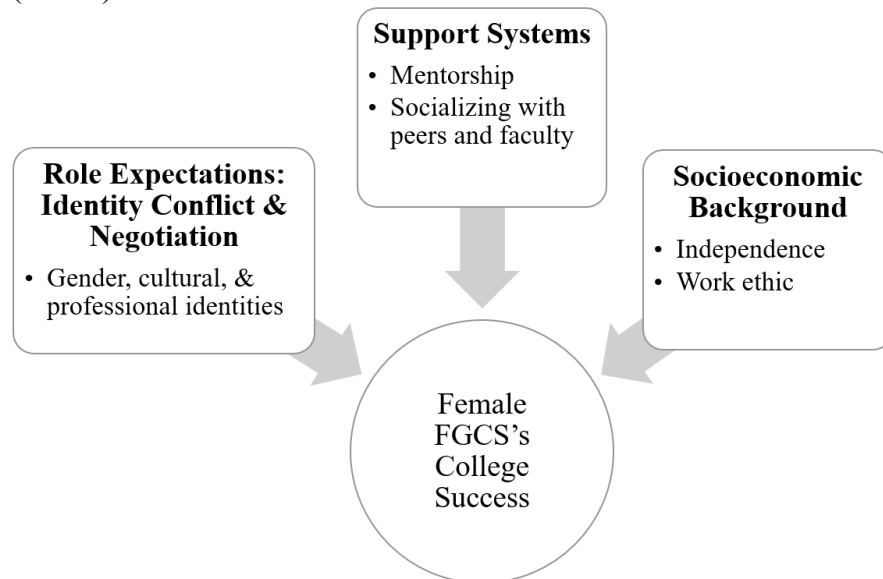 Support Systems
• Mentorship
• Socializing with
peers and faculty
Role Expectations:
Identity Conflict &
Negotiation
• Gender, cultural, &
professional identities
Socioeconomic
Background
• Independence
• Work ethic
Female
FGCS’s
College
Success